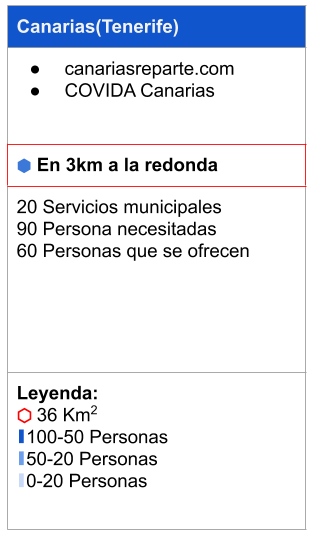 Canarias(Tenerife)
● canariasreparte.com
● COVIDA Canarias
En 3km a la redonda
20 Servicios municipales
90 Persona necesitadas
60 Personas que se ofrecen
Leyenda:
36 Km²
100-50 Personas
50-20 Personas
0-20 Personas